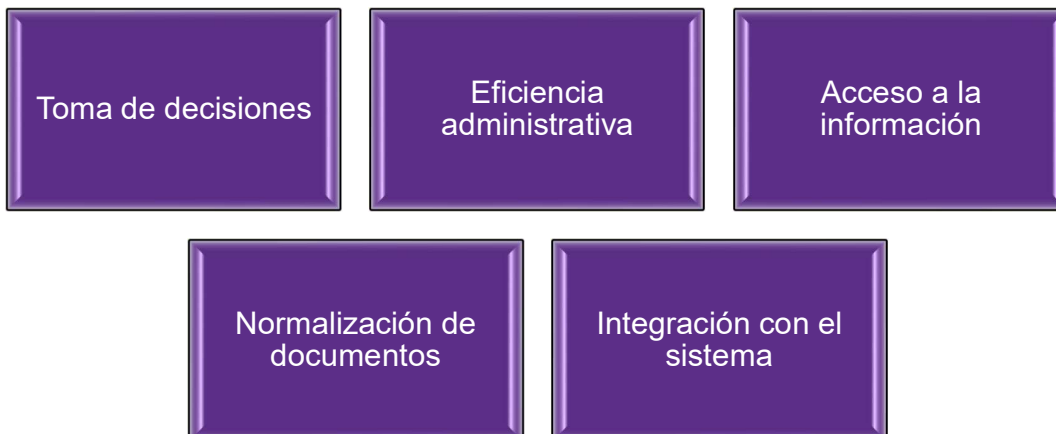 Toma de decisiones
Eficiencia
administrativa
Acceso a la
información
Normalización de
documentos
Integración con el
sistema